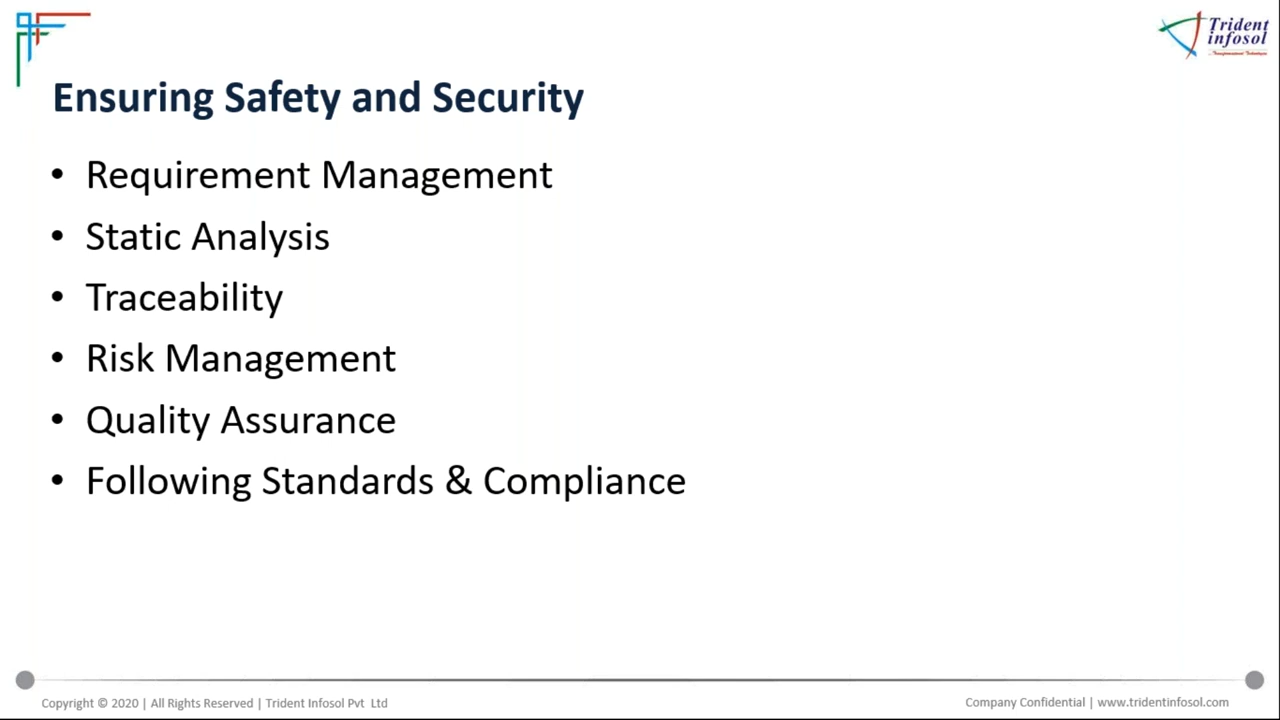 Trident
infosol
Ensuring Safety and Security
• Requirement Management
• Static Analysis
• Traceability
• Risk Management
• Quality Assurance
• Following Standards & Compliance
Copyright © 2020 | All Rights Reserved | Trident Infosol Pvt Ltd
Company Confidential | www.tridentinfosol.com